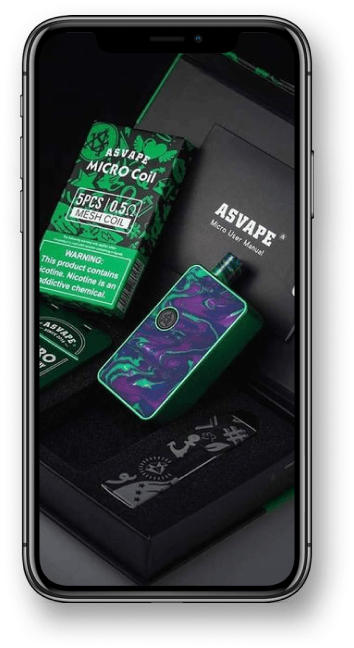 ASVAPE
MICRO Coil
5PCS | 0.5Ω
MESH COIL
WARNING:
This product contains
nicotine. Nicotine is an
addictive chemical.
ASVAPE®
Micro User Manual
ASVAPE